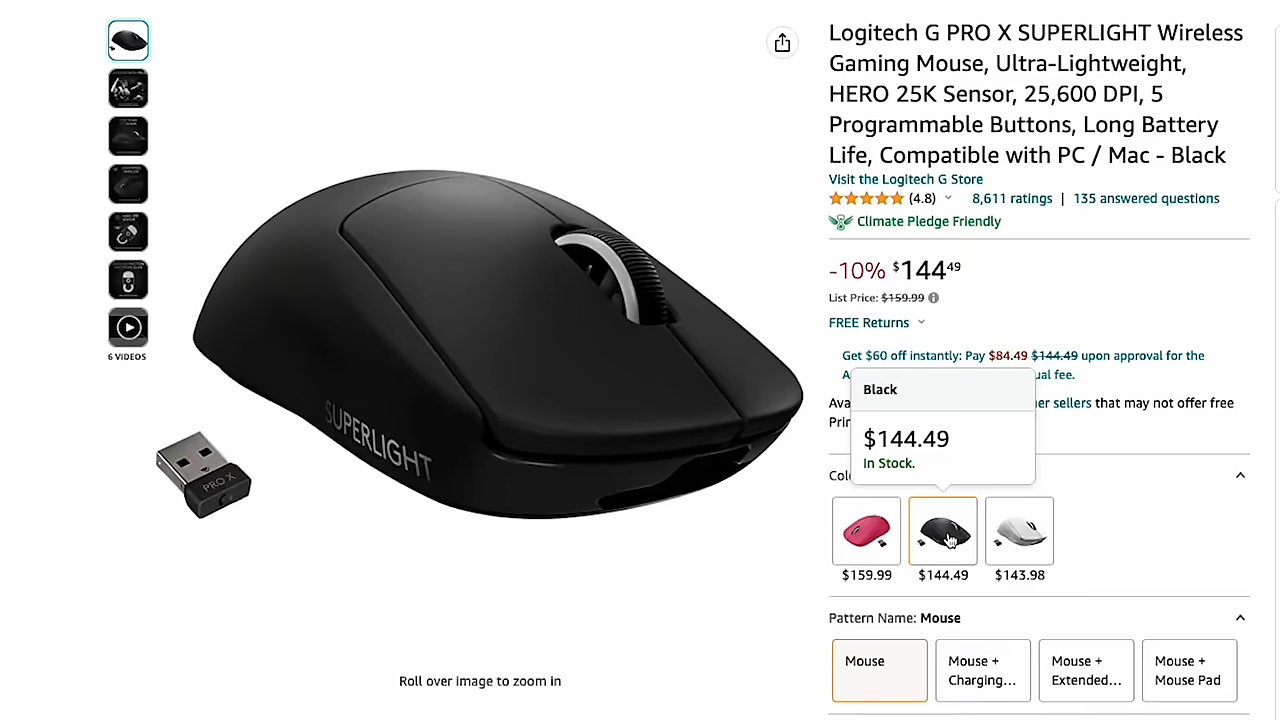 Logitech G PRO X SUPERLIGHT Wireless
Gaming Mouse, Ultra-Lightweight,
HERO 25K Sensor, 25,600 DPI, 5
Programmable Buttons, Long Battery
Life, Compatible with PC / Mac - Black
Visit the Logitech G Store
(4.8) 8,611 ratings | 135 answered questions
Climate Pledge Friendly
-10% $144.49
List Price: $159.99
FREE Returns
Get $60 off instantly: Pay $84.49 $144.49 upon approval for the
fee.
sellers that may not offer free
Black
$144.49
In Stock.
$159.99 $144.49 $143.98
Pattern Name: Mouse
Mouse
Mouse +
Charging...
Mouse +
Extended...
Mouse +
Mouse Pad
6 VIDEOS
SUPERLIGHT
PRO X
Roll over image to zoom in